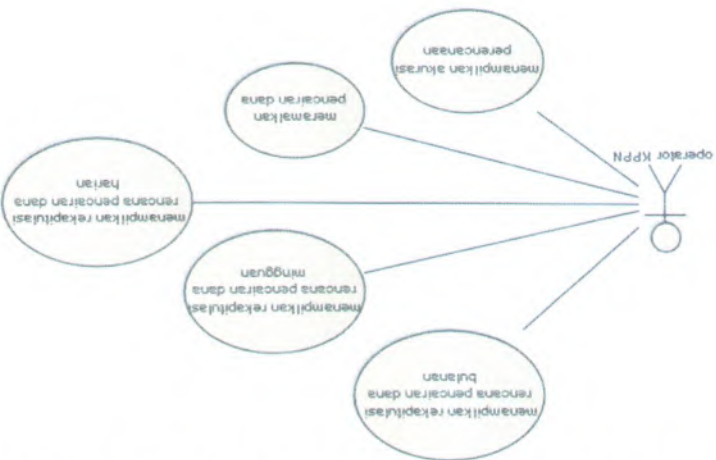 menampilkan rekapitulasi
rencana pencairan dana
bulanan
menampilkan rekapitulasi
rencana pencairan dana
mingguan
menampilkan rekapitulasi
rencana pencairan dana
harian
operator KPPN
meramalkan
pencairan dana
menampilkan akurasi
perencanaan